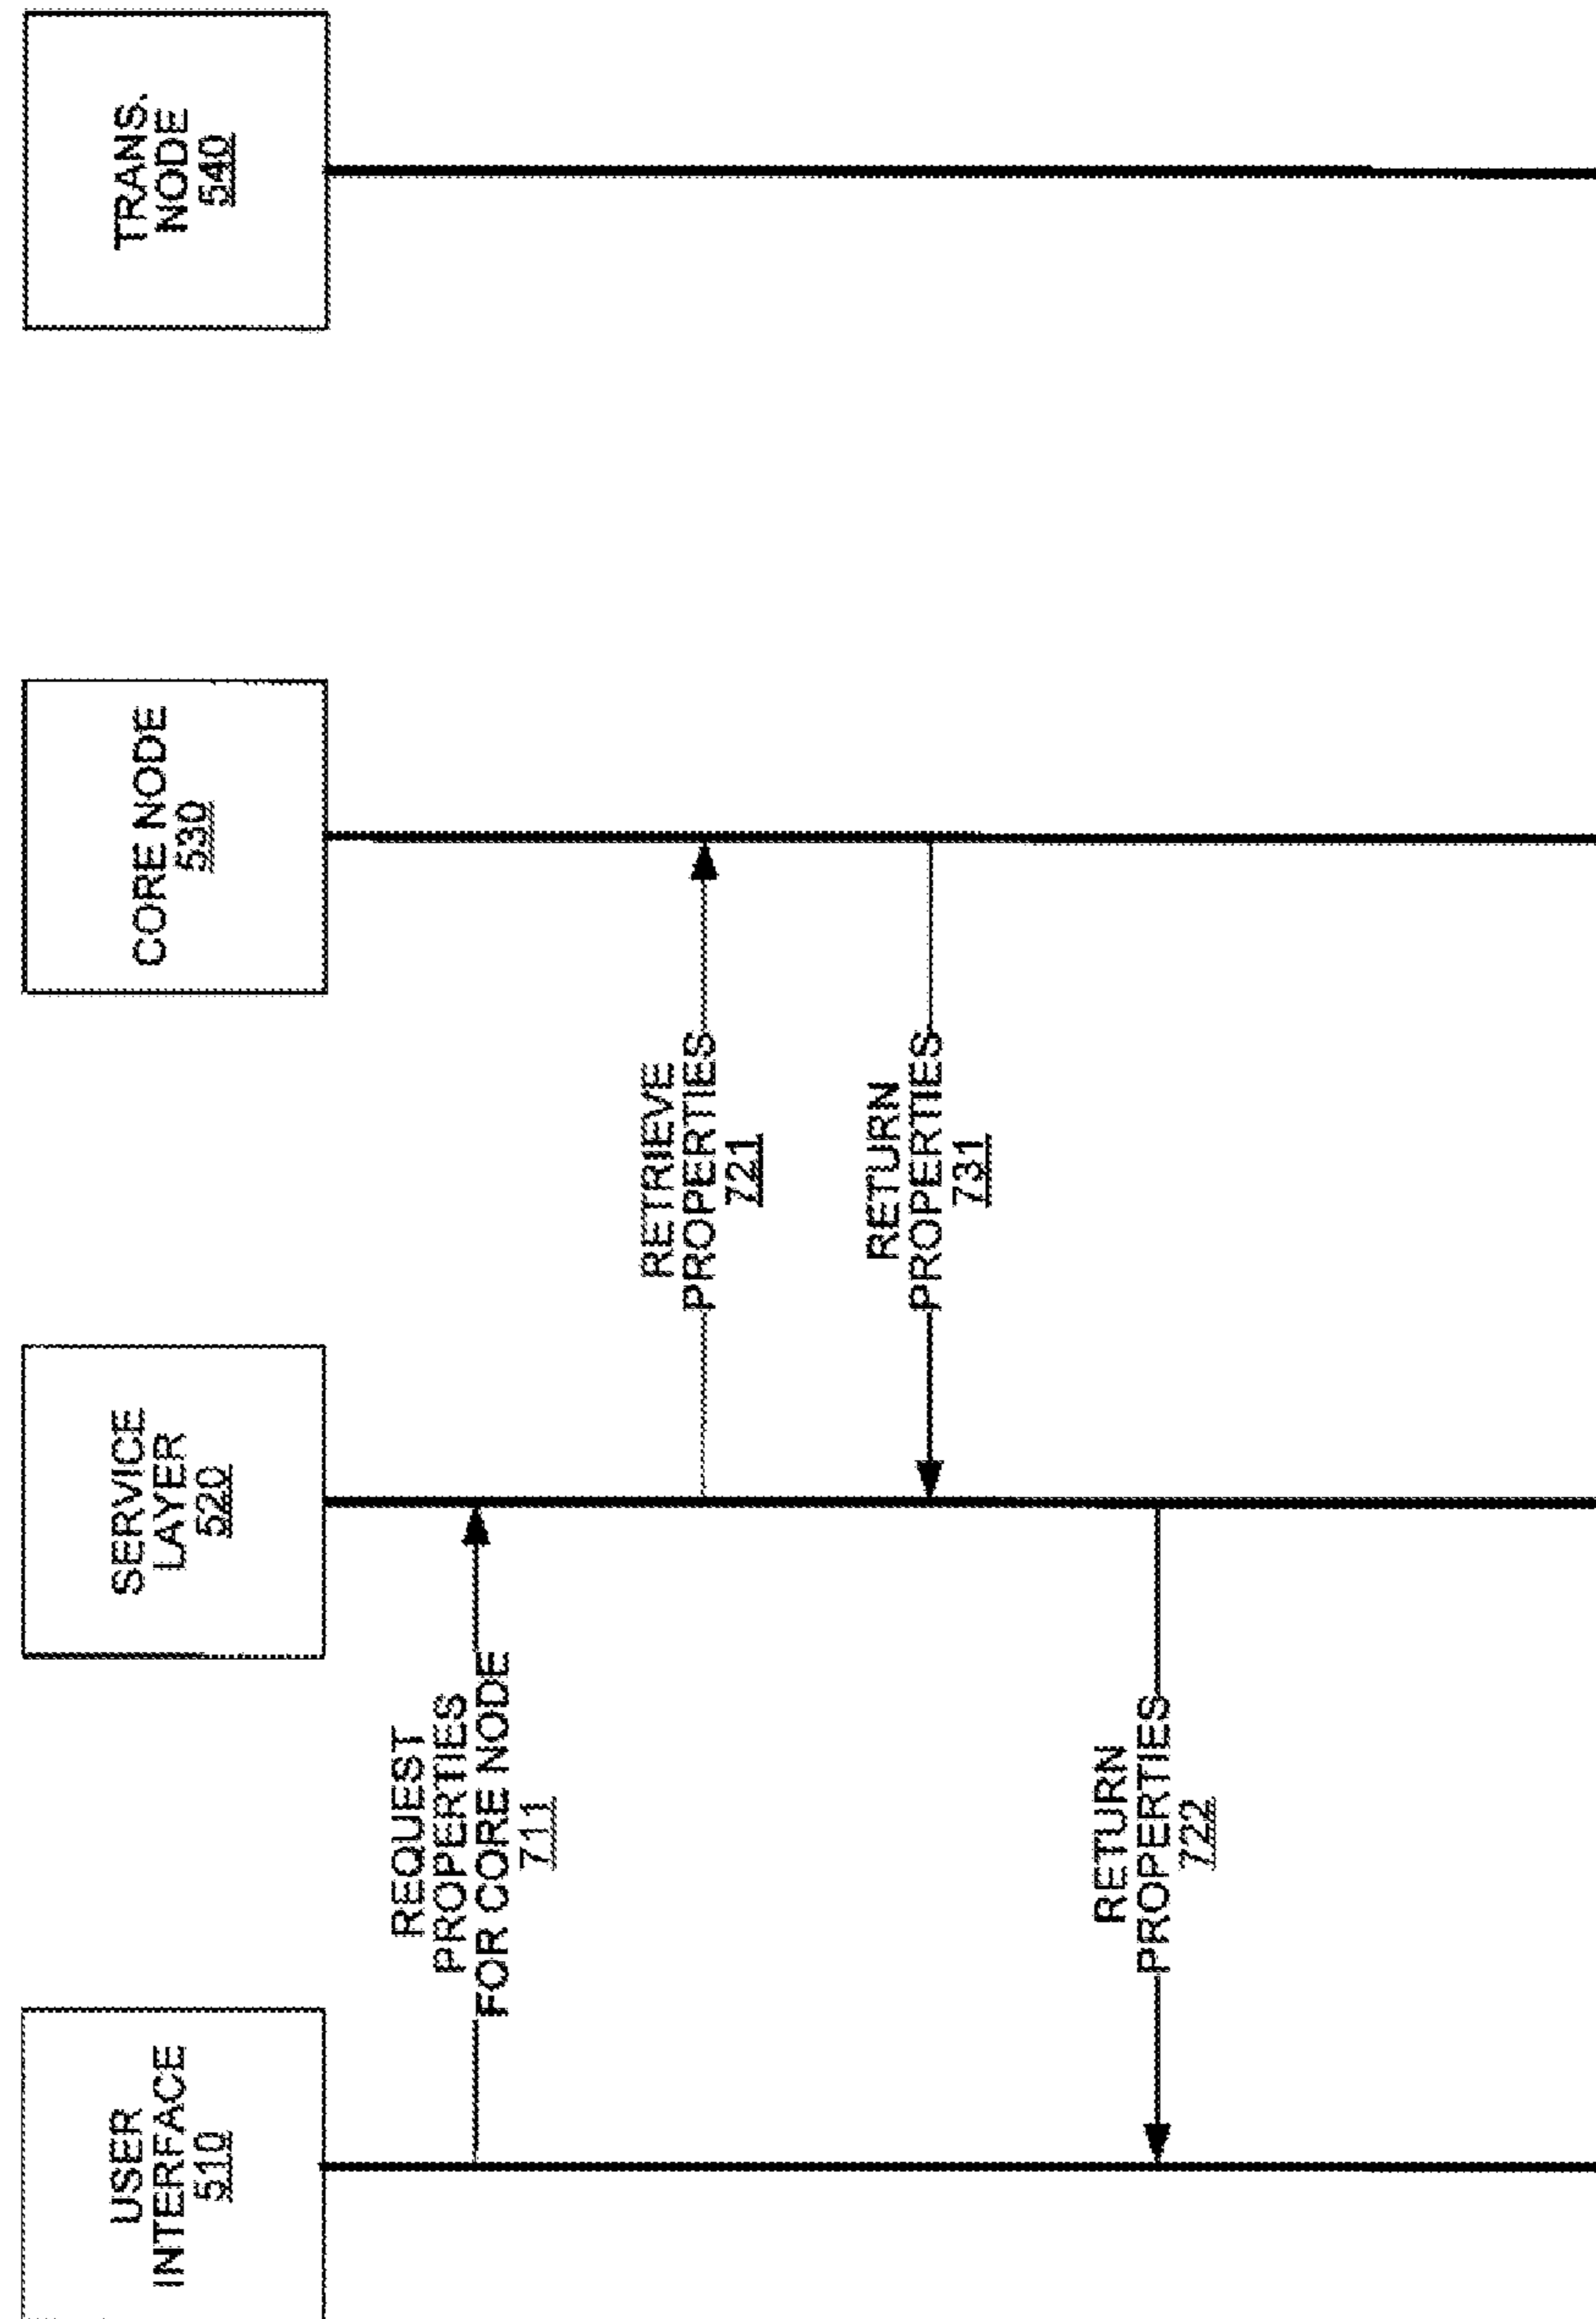 USER
INTERFACE
510
SERVICE
LAYER
520
CORE NODE
530
TRANS.
NODE
540
REQUEST
PROPERTIES
FOR CORE NODE
711
RETRIEVE
PROPERTIES
721
RETURN
PROPERTIES
731
RETURN
PROPERTIES
722